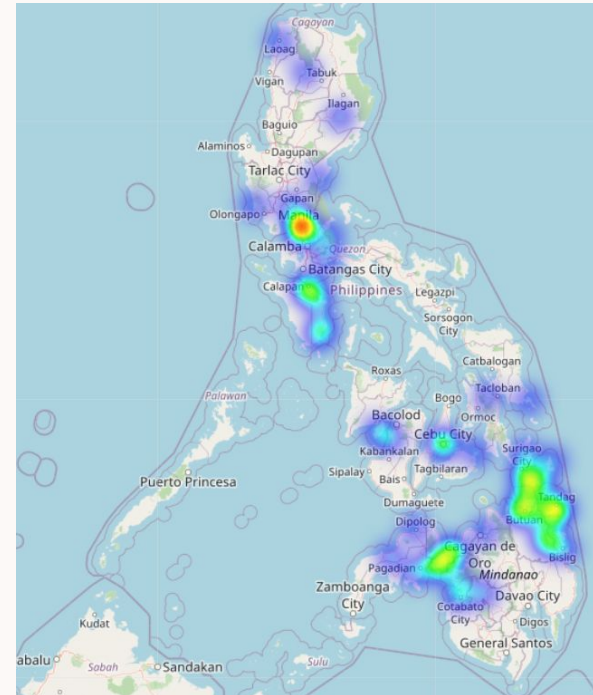 Cagayan
Laoag
Tabuk
Vigan
Ilagan
Baguio
Alaminos
Dagupan
Tarlac City
Gapan
Olongapo
Manila
Calamba
Quezon
Batangas City
Calapan
Philippines
Legazpi
Sorsogon
City
Catbalogan
Roxas
Tacloban
Palawan
Bogo
Ormoc
Bacolod
Cebu City
Kabankalan
Surigao
City
Sipalay
Tagbilaran
Bais
Puerto Princesa
Tandag
Dumaguete
Butuan
Dipolog
Cagayan de
Oro
Bislig
Pagadian
Mindanao
Zamboanga
City
Cotabato
City
Davao City
Digos
Kudat
General Santos
Sulu
abalu
Sabah
Sandakan